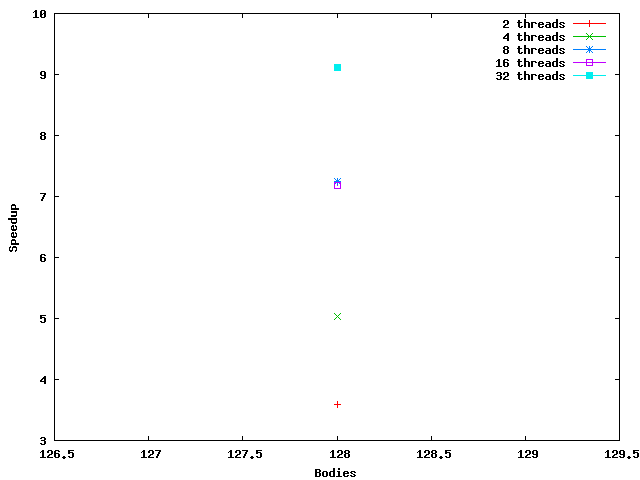 10
9
8
7
6
5
4
3
Speedup
2 threads
4 threads
8 threads
16 threads
32 threads
126.5 127 127.5 128 128.5 129 129.5
Bodies